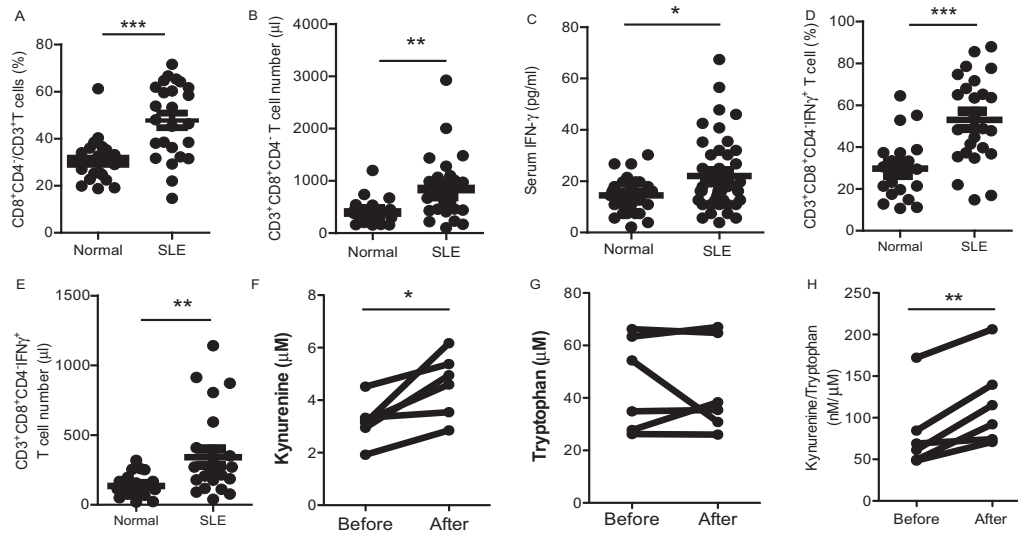 A
***
CD8⁺CD4⁻/CD3⁺T cells (%)
80
60
40
20
0
Normal
SLE
B
**
CD3⁺CD8⁺CD4⁻ T cell number (µl)
4000
3000
2000
1000
500
0
Normal
SLE
C
*
Serum IFN-γ (pg/ml)
80
60
40
20
0
Normal
SLE
D
***
CD3⁺CD8⁺CD4⁻IFNγ⁺ T cell (%)
100
80
60
40
20
0
Normal
SLE
E
**
CD3⁺CD8⁺CD4⁻IFNγ⁺
T cell number (µl)
1500
1000
500
0
Normal
SLE
F
*
Kynurenine (µM)
8
6
4
2
0
Before
After
G
Tryptophan (µM)
80
60
40
20
0
Before
After
H
**
Kynurenine/Tryptophan
(nM/ µM)
250
200
150
100
50
0
Before
After